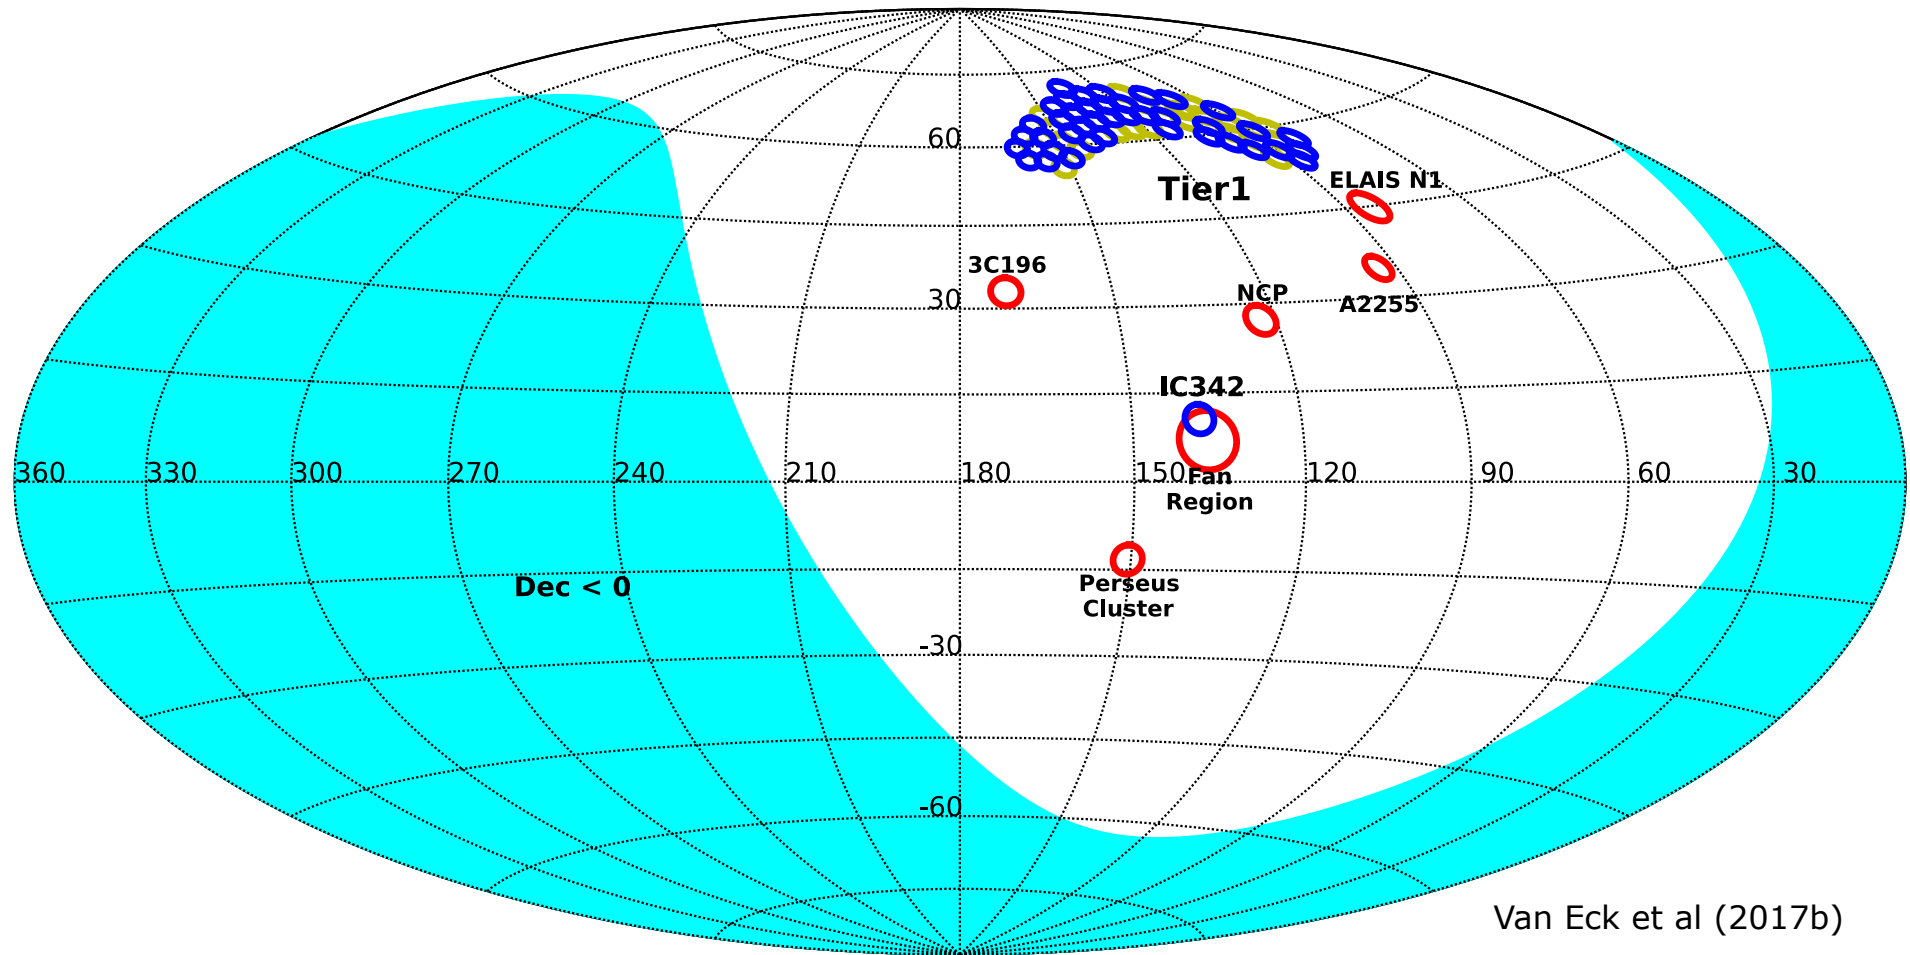 60
Tier1
ELAIS N1
3C196
30
NCP
A2255
IC342
360
330
300
270
240
210
180
150
120
90
60
30
Fan
Region
Dec < 0
Perseus
Cluster
-30
-60
Van Eck et al (2017b)